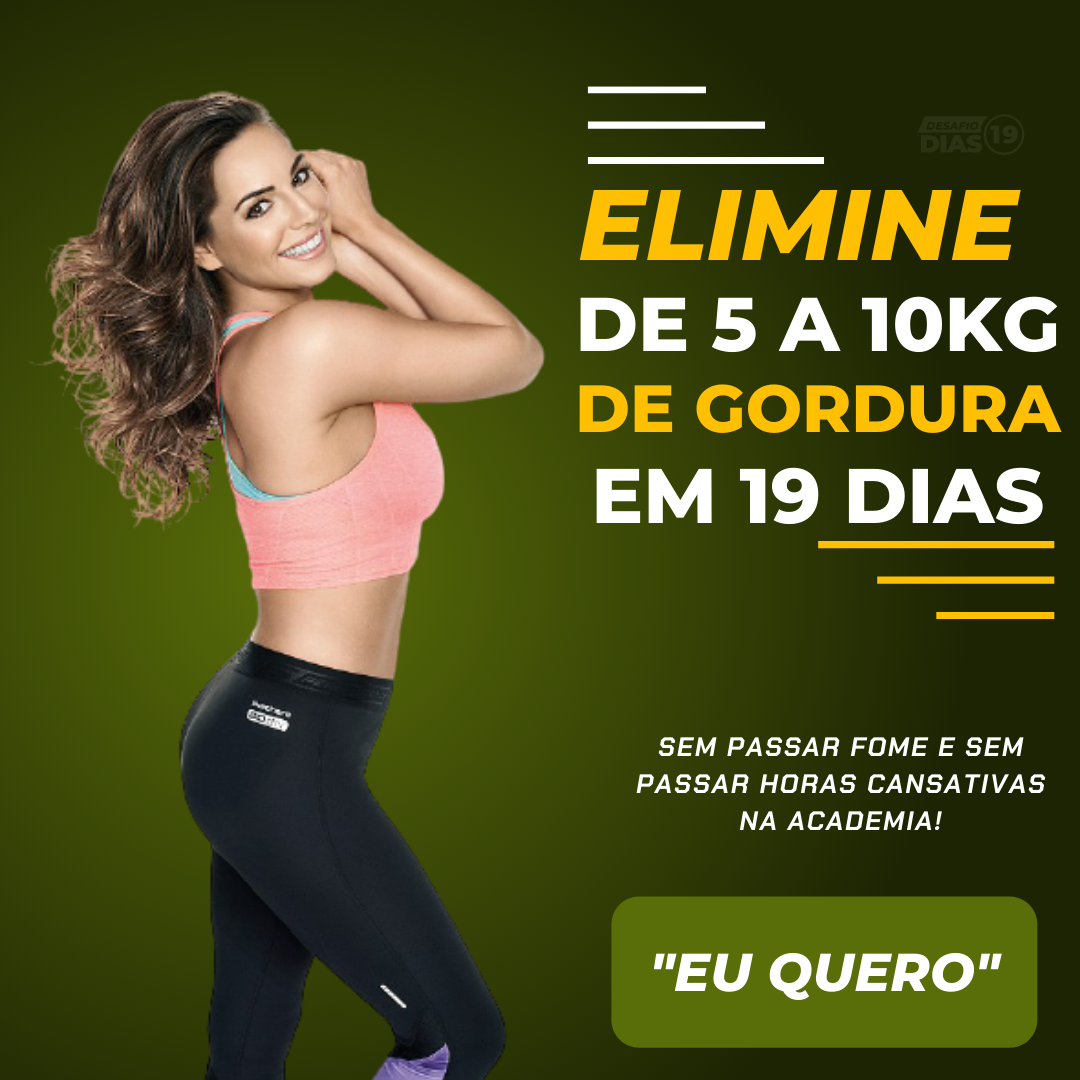 DESAFIO
DIAS 19
ELIMINE
DE 5 A 10KG
DE GORDURA
EM 19 DIAS
SEM PASSAR FOME E SEM
PASSAR HORAS CANSATIVAS
NA ACADEMIA!
"EU QUERO"